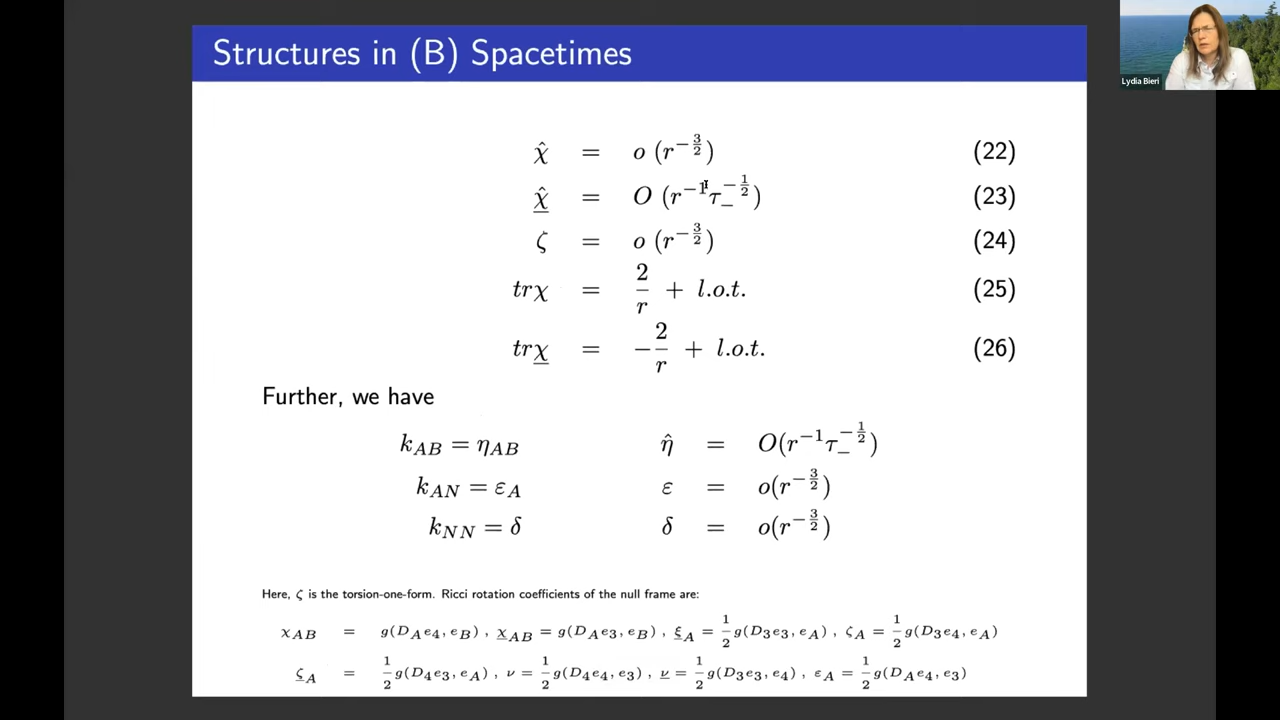 Structures in (B) Spacetimes
Lydia Bieri
χ̂ = o (r^{-3/2}) (22)
χ̲̂ = O (r^{-1} τ_-^{-1/2}) (23)
ζ = o (r^{-3/2}) (24)
trχ = 2/r + l.o.t. (25)
trχ̲ = −2/r + l.o.t. (26)
Further, we have
k_{AB} = η_{AB} η̂ = O(r^{-1} τ_-^{-1/2})
k_{AN} = ε_A ε = o(r^{-3/2})
k_{NN} = δ δ = o(r^{-3/2})
Here, ζ is the torsion-one-form. Ricci rotation coefficients of the null frame are:
χ_{AB} = g(D_A e_4, e_B) , χ̲_{AB} = g(D_A e_3, e_B) , ξ̲_A = 1/2 g(D_3 e_3, e_A) , ζ_A = 1/2 g(D_3 e_4, e_A)
ζ̲_A = 1/2 g(D_4 e_3, e_A) , ν = 1/2 g(D_4 e_4, e_3) , ν̲ = 1/2 g(D_3 e_3, e_4) , ε_A = 1/2 g(D_A e_4, e_3)